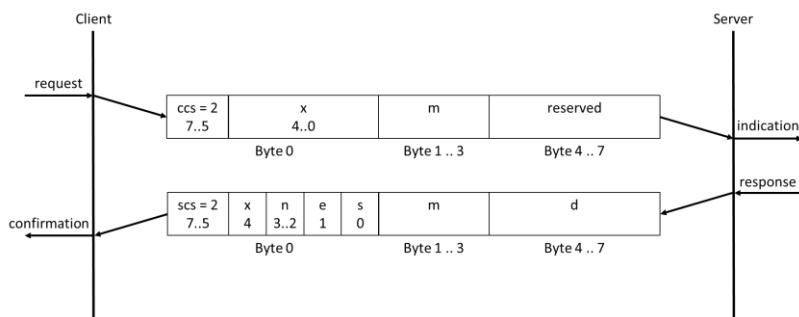 Client Server
request
ccs = 2 x m reserved
7..5 4..0
indication
Byte 0 Byte 1 .. 3 Byte 4 .. 7
response
scs = 2 x n e s m d
7..5 4 3..2 1 0
confirmation
Byte 0 Byte 1 .. 3 Byte 4 .. 7